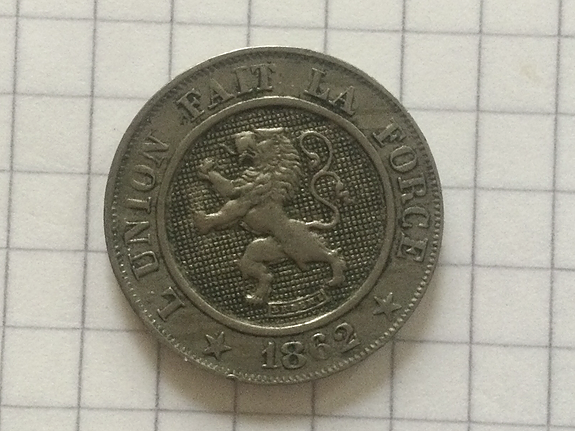 L'UNION FAIT LA FORCE
1862